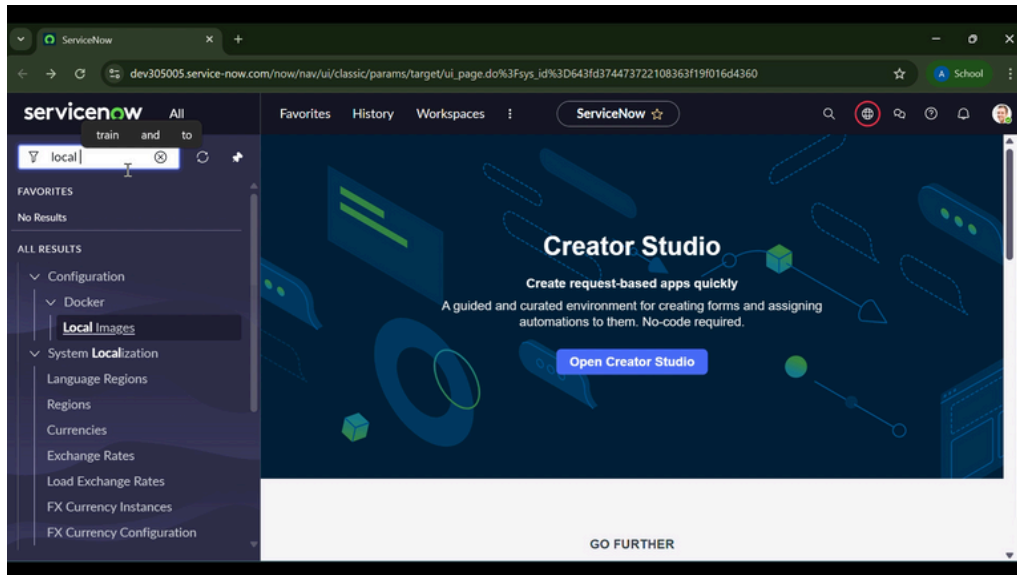 ServiceNow
dev305005.service-now.com/now/nav/ui/classic/params/target/ui_page.do%3Fsys_id%3D643fd374473722108363f19f016d4360
A School
servicenow All Favorites History Workspaces ServiceNow
train and to
local
FAVORITES
No Results
ALL RESULTS
Configuration
Docker
Local Images
System Localization
Language Regions
Regions
Currencies
Exchange Rates
Load Exchange Rates
FX Currency Instances
FX Currency Configuration
Creator Studio
Create request-based apps quickly
A guided and curated environment for creating forms and assigning
automations to them. No-code required.
Open Creator Studio
GO FURTHER